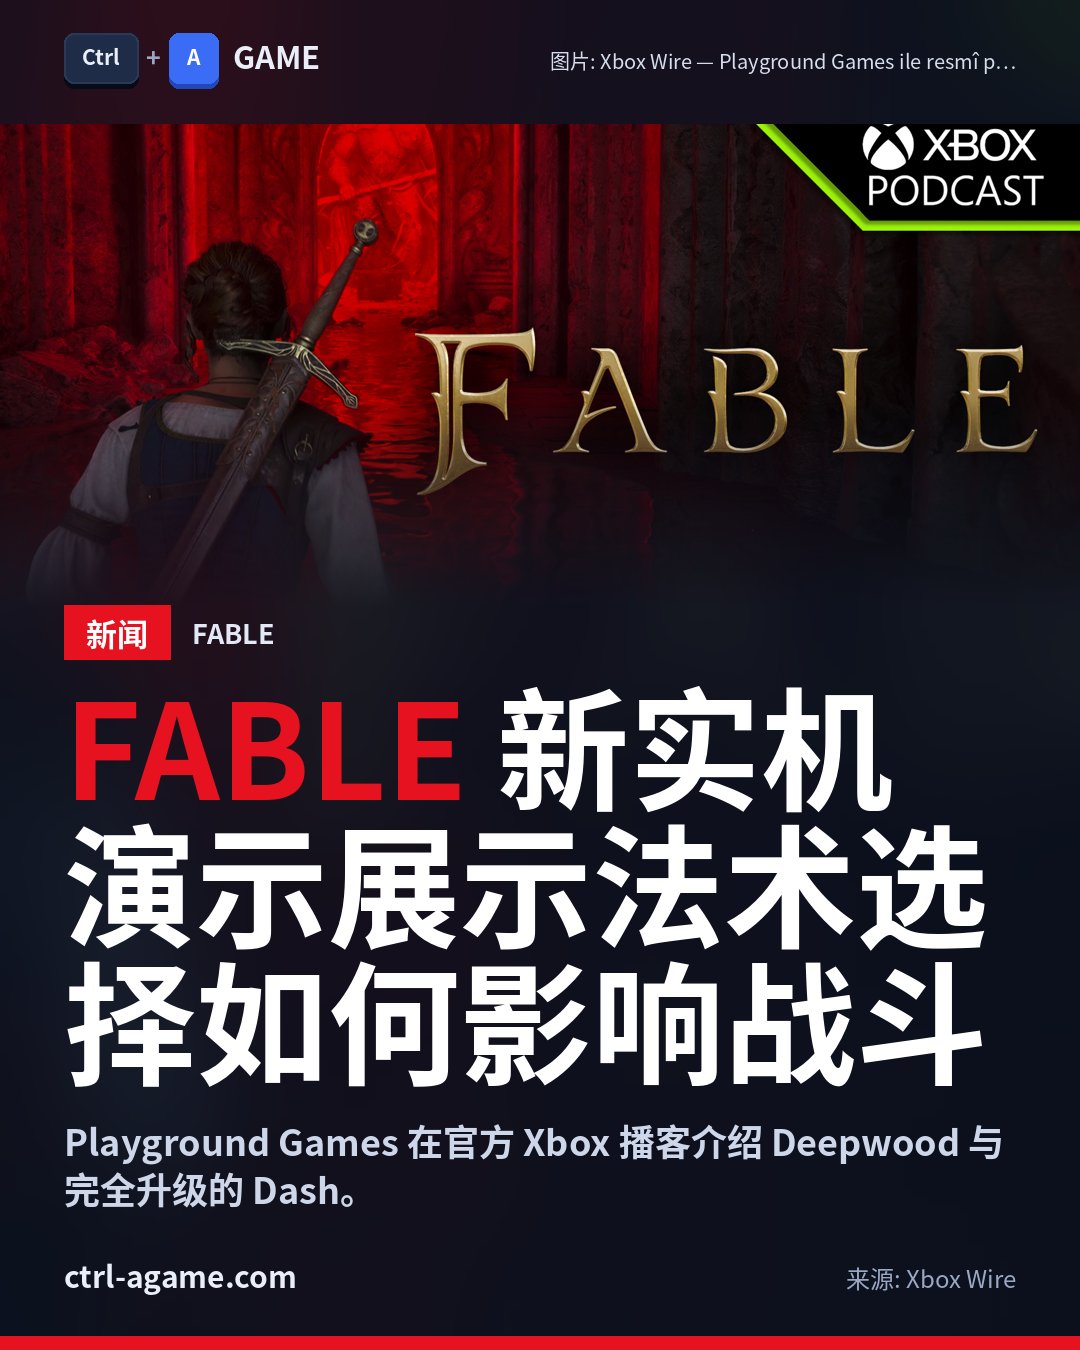 Ctrl + A GAME
图片: Xbox Wire — Playground Games ile resmî p…
XBOX
PODCAST
FABLE
新闻 FABLE
FABLE 新实机
演示展示法术选
择如何影响战斗
Playground Games 在官方 Xbox 播客介绍 Deepwood 与
完全升级的 Dash。
ctrl-agame.com
来源: Xbox Wire